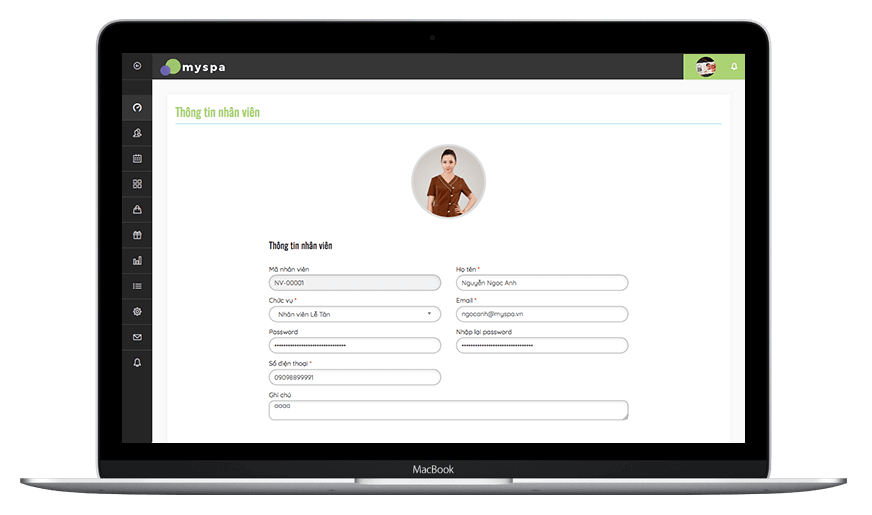 myspa
Thông tin nhân viên
Thông tin nhân viên
Mã nhân viên
Họ tên *
NV-00001
Nguyễn Ngọc Anh
Chức vụ *
Email *
Nhân viên Lễ Tân
ngocanh@myspa.vn
Password
Nhập lại password
Số điện thoại *
09098899991
Ghi chú
oooo
MacBook